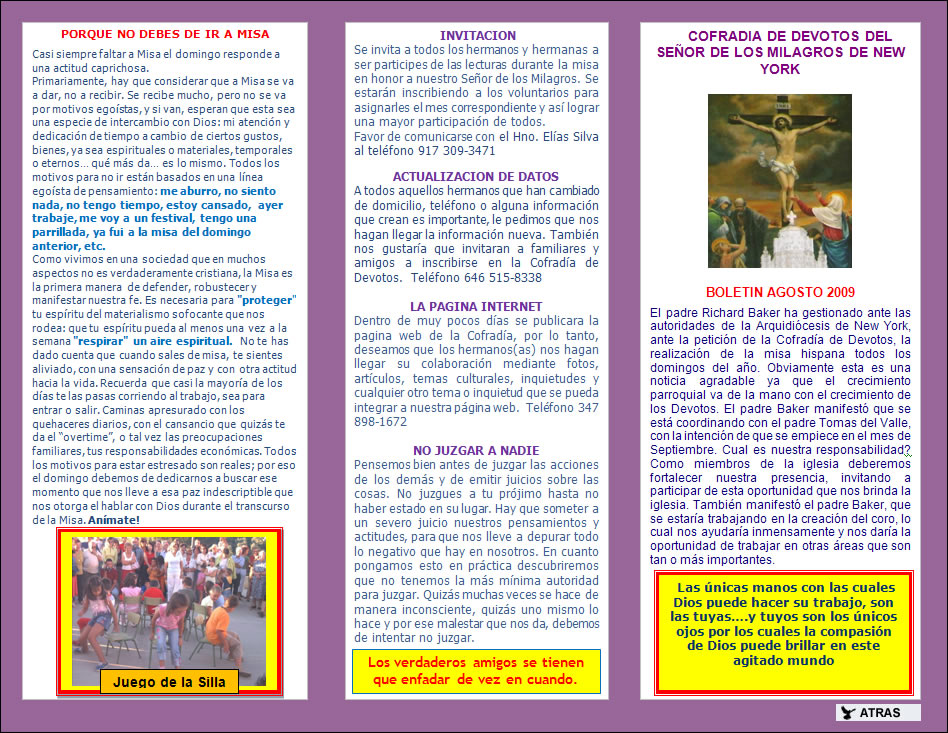 PORQUE NO DEBES DE IR A MISA
Casi siempre faltar a Misa el domingo responde a
una actitud caprichosa.
Primariamente, hay que considerar que a Misa se va
a dar, no a recibir. Se recibe mucho, pero no se va
por motivos egoístas, y si van, esperan que esta sea
una especie de intercambio con Dios: mi atención y
dedicación de tiempo a cambio de ciertos gustos,
bienes, ya sea espirituales o materiales, temporales
o eternos... qué más da... es lo mismo. Todos los
motivos para no ir están basados en una línea
egoísta de pensamiento: me aburro, no siento
nada, no tengo tiempo, estoy cansado,  ayer
trabaje, me voy a un festival, tengo una
parrillada, ya fui a la misa del domingo
anterior, etc.
Como vivimos en una sociedad que en muchos
aspectos no es verdaderamente cristiana, la Misa es
la primera manera de defender, robustecer y
manifestar nuestra fe. Es necesaria para "proteger"
tu espíritu del materialismo sofocante que nos
rodea: que tu espíritu pueda al menos una vez a la
semana "respirar" un aire espiritual.  No te has
dado cuenta que cuando sales de misa, te sientes
aliviado, con una sensación de paz y con otra actitud
hacia la vida. Recuerda que casi la mayoría de los
días te las pasas corriendo al trabajo, sea para
entrar o salir. Caminas apresurado con los
quehaceres diarios, con el cansancio que quizás te
da el "overtime", o tal vez las preocupaciones
familiares, tus responsabilidades económicas. Todos
los motivos para estar estresado son reales; por eso
el domingo debemos de dedicarnos a buscar ese
momento que nos lleve a esa paz indescriptible que
nos otorga el hablar con Dios durante el transcurso
de la Misa. Anímate!
Juego de la Silla
INVITACION
Se invita a todos los hermanos y hermanas a
ser participes de las lecturas durante la misa
en honor a nuestro Señor de los Milagros. Se
estarán inscribiendo a los voluntarios para
asignarles el mes correspondiente y así lograr
una mayor participación de todos.
Favor de comunicarse con el Hno. Elías Silva
al teléfono 917 309-3471
ACTUALIZACION DE DATOS
A todos aquellos hermanos que han cambiado
de domicilio, teléfono o alguna información
que crean es importante, le pedimos que nos
hagan llegar la información nueva. También
nos gustaría que invitaran a familiares y
amigos a inscribirse en la Cofradía de
Devotos.  Teléfono 646 515-8338
LA PAGINA INTERNET
Dentro de muy pocos días se publicara la
pagina web de la Cofradía, por lo tanto,
deseamos que los hermanos(as) nos hagan
llegar su colaboración mediante fotos,
artículos, temas culturales, inquietudes y
cualquier otro tema o inquietud que se pueda
integrar a nuestra página web.  Teléfono 347
898-1672
NO JUZGAR A NADIE
Pensemos bien antes de juzgar las acciones
de los demás y de emitir juicios sobre las
cosas. No juzgues a tu prójimo hasta no
haber estado en su lugar. Hay que someter a
un severo juicio nuestros pensamientos y
actitudes, para que nos lleve a depurar todo
lo negativo que hay en nosotros. En cuanto
pongamos esto en práctica descubriremos
que no tenemos la más mínima autoridad
para juzgar. Quizás muchas veces se hace de
manera inconsciente, quizás uno mismo lo
hace y por ese malestar que nos da, debemos
de intentar no juzgar.
Los verdaderos amigos se tienen
que enfadar de vez en cuando.
COFRADIA DE DEVOTOS DEL
SEÑOR DE LOS MILAGROS DE NEW
YORK
BOLETIN AGOSTO 2009
El padre Richard Baker ha gestionado ante las
autoridades de la Arquidiòcesis de New York,
ante la petición de la Cofradía de Devotos, la
realización de la misa hispana todos los
domingos del año. Obviamente esta es una
noticia agradable ya que el crecimiento
parroquial va de la mano con el crecimiento de
los Devotos. El padre Baker manifestó que se
está coordinando con el padre Tomas del Valle,
con la intención de que se empiece en el mes de
Septiembre. Cual es nuestra responsabilidad?
Como miembros de la iglesia deberemos
fortalecer nuestra presencia, invitando a
participar de esta oportunidad que nos brinda la
iglesia. También manifestó el padre Baker, que
se estaría trabajando en la creación del coro, lo
cual nos ayudaría inmensamente y nos daría la
oportunidad de trabajar en otras áreas que son
tan o más importantes.
Las únicas manos con las cuales
Dios puede hacer su trabajo, son
las tuyas....y tuyos son los únicos
ojos por los cuales la compasión
de Dios puede brillar en este
agitado mundo
ATRAS